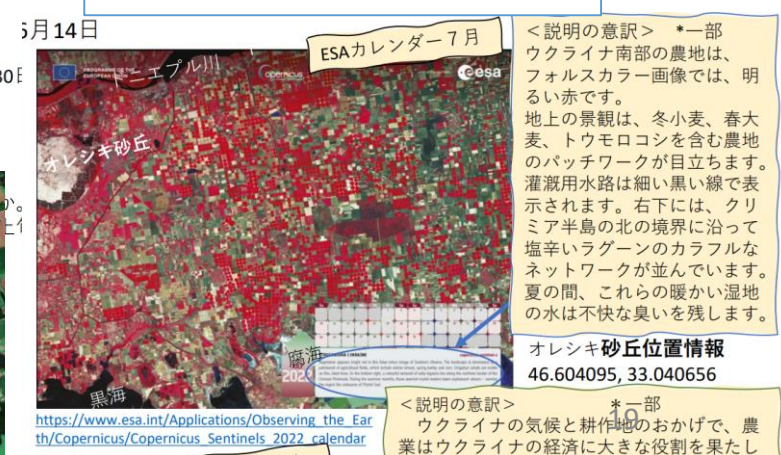 5月14日
ESAカレンダー７月
PROGRAMME OF THE
EUROPEAN UNION
opernicus
esa
ドニエプル川
オレシキ砂丘
腐海
2022
黒海
https://www.esa.int/Applications/Observing_the_Ear
th/Copernicus/Copernicus_Sentinels_2022_calendar
＜説明の意訳＞ *一部
ウクライナ南部の農地は、
フォルスカラー画像では、明
るい赤です。
地上の景観は、冬小麦、春大
麦、トウモロコシを含む農地
のパッチワークが目立ちます。
灌漑用水路は細い黒い線で表
示されます。右下には、クリ
ミア半島の北の境界に沿って
塩辛いラグーンのカラフルな
ネットワークが並んでいます。
夏の間、これらの暖かい湿地
の水は不快な臭いを残します。
オレシキ砂丘位置情報
46.604095, 33.040656
＜説明の意訳＞ *一部
19
ウクライナの気候と耕作地のおかげで、農
業はウクライナの経済に大きな役割を果たし